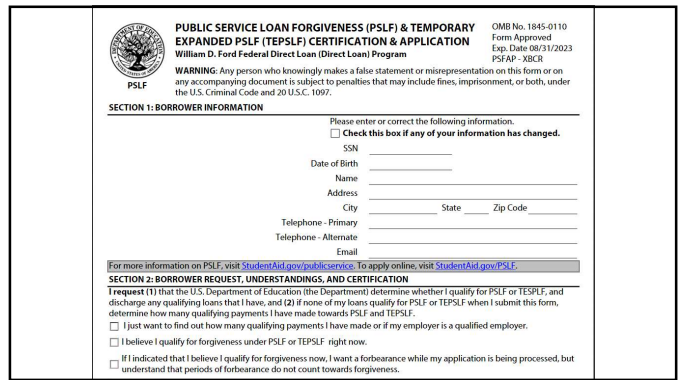 PUBLIC SERVICE LOAN FORGIVENESS (PSLF) & TEMPORARY
EXPANDED PSLF (TEPSLF) CERTIFICATION & APPLICATION
William D. Ford Federal Direct Loan (Direct Loan) Program
OMB No. 1845-0110
Form Approved
Exp. Date 08/31/2023
PSFAP - XBCR
PSLF
WARNING: Any person who knowingly makes a false statement or misrepresentation on this form or on
any accompanying document is subject to penalties that may include fines, imprisonment, or both, under
the U.S. Criminal Code and 20 U.S.C. 1097.
SECTION 1: BORROWER INFORMATION
Please enter or correct the following information.
Check this box if any of your information has changed.
SSN
Date of Birth
Name
Address
City State Zip Code
Telephone - Primary
Telephone - Alternate
Email
For more information on PSLF, visit StudentAid.gov/publicservice. To apply online, visit StudentAid.gov/PSLF.
SECTION 2: BORROWER REQUEST, UNDERSTANDINGS, AND CERTIFICATION
I request (1) that the U.S. Department of Education (the Department) determine whether I qualify for PSLF or TESPLF, and
discharge any qualifying loans that I have, and (2) if none of my loans qualify for PSLF or TEPSLF when I submit this form,
determine how many qualifying payments I have made towards PSLF and TEPSLF.
I just want to find out how many qualifying payments I have made or if my employer is a qualified employer.
I believe I qualify for forgiveness under PSLF or TEPSLF right now.
If I indicated that I believe I qualify for forgiveness now, I want a forbearance while my application is being processed, but
understand that periods of forbearance do not count towards forgiveness.